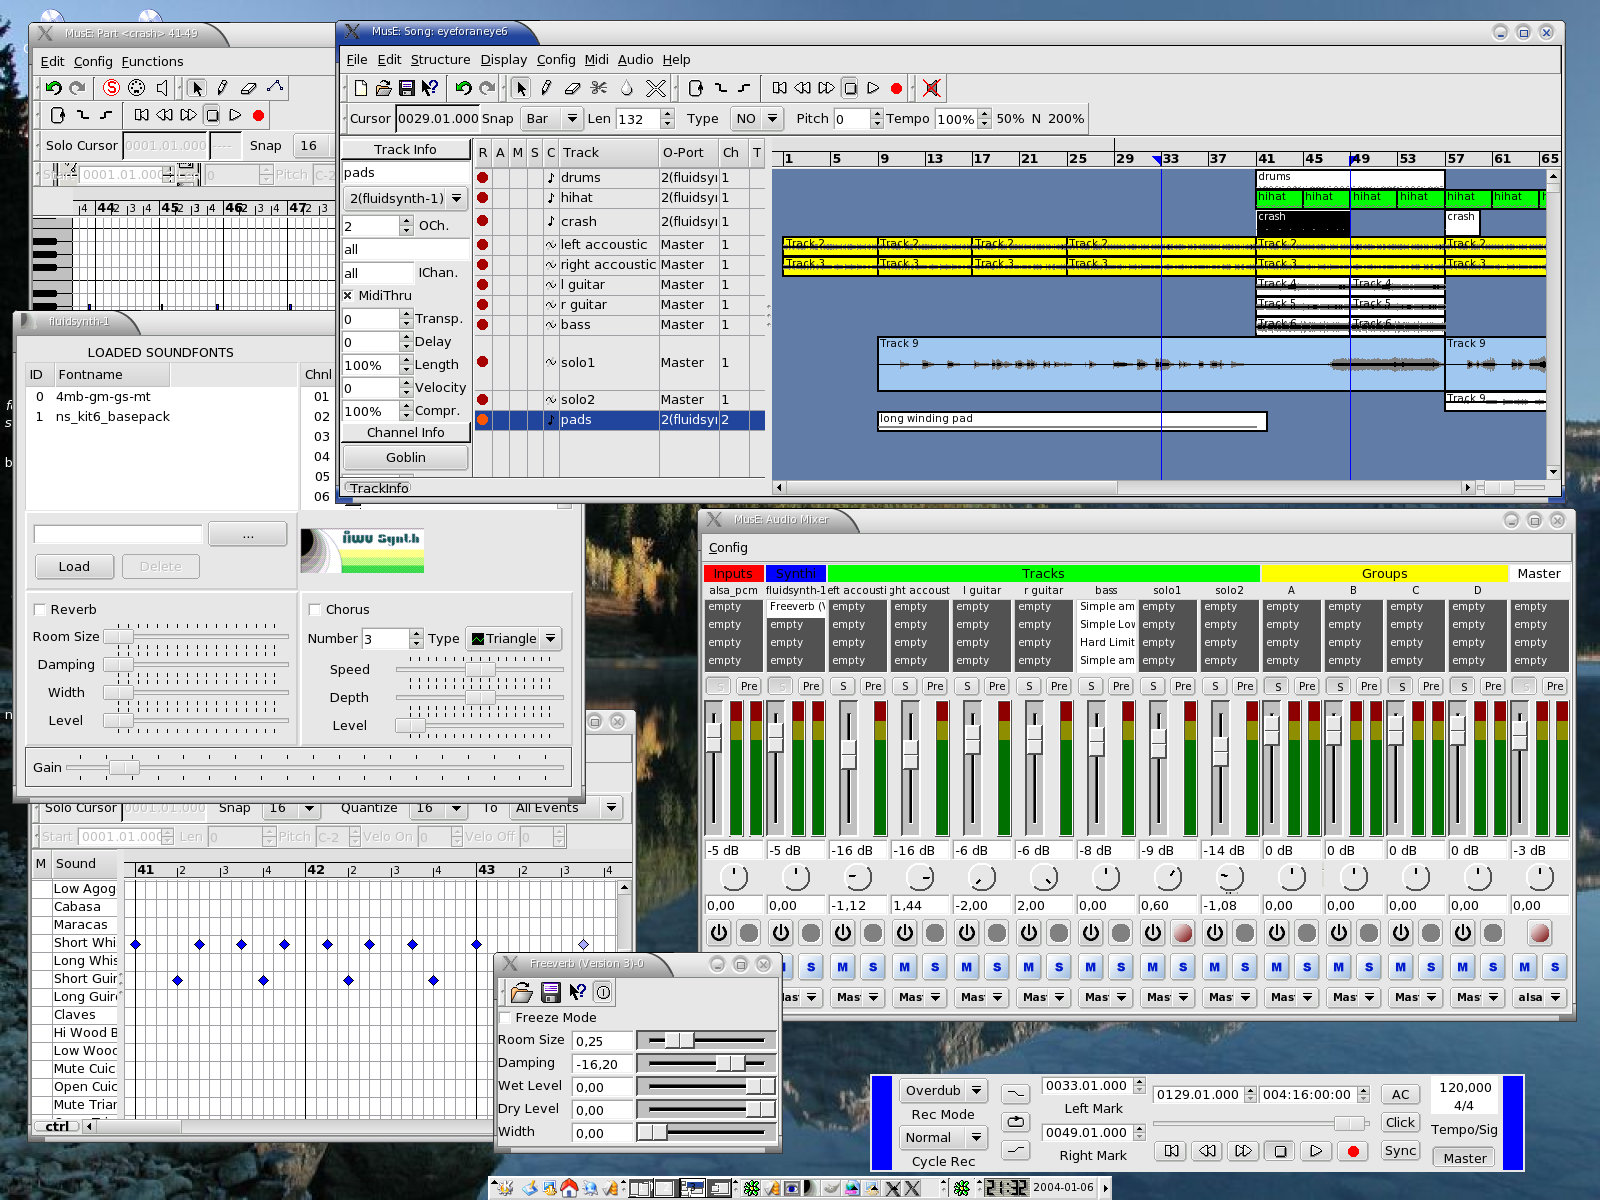 MusE: Part <crash> 41-49
Edit Config Functions
Solo Cursor 0001.01.000 ---- Snap 16
0001.01.000 0 Pitch C-2
4 44 2 3 4 45 2 3 4 46 2 3 4 47 2 3
MusE: Song: eyeforaneye6
File Edit Structure Display Config Midi Audio Help
Cursor 0029.01.000 Snap Bar Len 132 Type NO Pitch 0 Tempo 100% 50% N 200%
Track Info
pads
2(fluidsynth-1)
2 OCh.
all
all IChan.
MidiThru
0 Transp.
0 Delay
100% Length
0 Velocity
100% Compr.
Channel Info
Goblin
TrackInfo
R A M S C Track O-Port Ch T
drums 2(fluidsy 1
hihat 2(fluidsy 1
crash 2(fluidsy 1
left accoustic Master 1
right accoustic Master 1
l guitar Master 1
r guitar Master 1
bass Master 1
solo1 Master 1
solo2 Master 1
pads 2(fluidsy 2
1 5 9 13 17 21 25 29 33 37 41 45 49 53 57 61 65
drums
hihat hihat hihat hihat hihat hihat
crash crash
Track 2 Track 2 Track 2 Track 2 Track 2 Track 2
Track 3 Track 3 Track 3 Track 3 Track 3 Track 3
Track 4 Track 4
Track 5 Track 5
Track 6 Track 6
Track 9 Track 9
Track 9
long winding pad
fluidsynth-1
LOADED SOUNDFONTS
ID Fontname Chnl
0 4mb-gm-gs-mt 01
1 ns_kit6_basepack 02
03
04
05
06
...
Load Delete
iiwu Synth
Reverb
Room Size
Damping
Width
Level
Chorus
Number 3 Type Triangle
Speed
Depth
Level
Gain
Solo Cursor 0001.01.000 Snap 16 Quantize 16 To All Events
Start 0001.01.000 Len 0 Pitch C-2 Velo On 0 Velo Off 0
M Sound
41 2 3 4 42 2 3 4 43 2 3 4
Low Agog
Cabasa
Maracas
Short Whi
Long Whis
Short Guir
Long Guiro
Claves
Hi Wood B
Low Wood
Mute Cuic
Open Cuic
Mute Trian
ctrl
MusE: Audio Mixer
Config
Inputs Synthi Tracks Groups Master
alsa_pcm fluidsynth-1 eft accousti ght accoust l guitar r guitar bass solo1 solo2 A B C D
empty Freeverb (V empty empty empty empty Simple am empty empty empty empty empty empty empty
empty empty empty empty empty empty Simple Lov empty empty empty empty empty empty empty
empty empty empty empty empty empty Hard Limit empty empty empty empty empty empty empty
empty empty empty empty empty empty Simple am empty empty empty empty empty empty empty
S Pre S Pre S Pre S Pre S Pre S Pre S Pre S Pre S Pre S Pre S Pre S Pre S Pre S Pre
-5 dB -5 dB -16 dB -16 dB -6 dB -6 dB -8 dB -9 dB -14 dB 0 dB 0 dB 0 dB 0 dB -3 dB
0,00 0,00 -1,12 1,44 -2,00 2,00 0,00 0,60 -1,08 0,00 0,00 0,00 0,00 0,00
M S M S M S M S M S M S M S M S M S M S M S M S
Mas Mas Mas Mas Mas Mas Mas Mas Mas Mas Mas Mas alsa
Freeverb (Version 3)-0
Freeze Mode
Room Size 0,25
Damping -16,20
Wet Level 0,00
Dry Level 0,00
Width 0,00
Overdub
Rec Mode
Normal
Cycle Rec
0033.01.000
Left Mark
0049.01.000
Right Mark
0129.01.000 004:16:00:00
AC
Click
Sync
120,000
4/4
Tempo/Sig
Master
21:32 2004-01-06